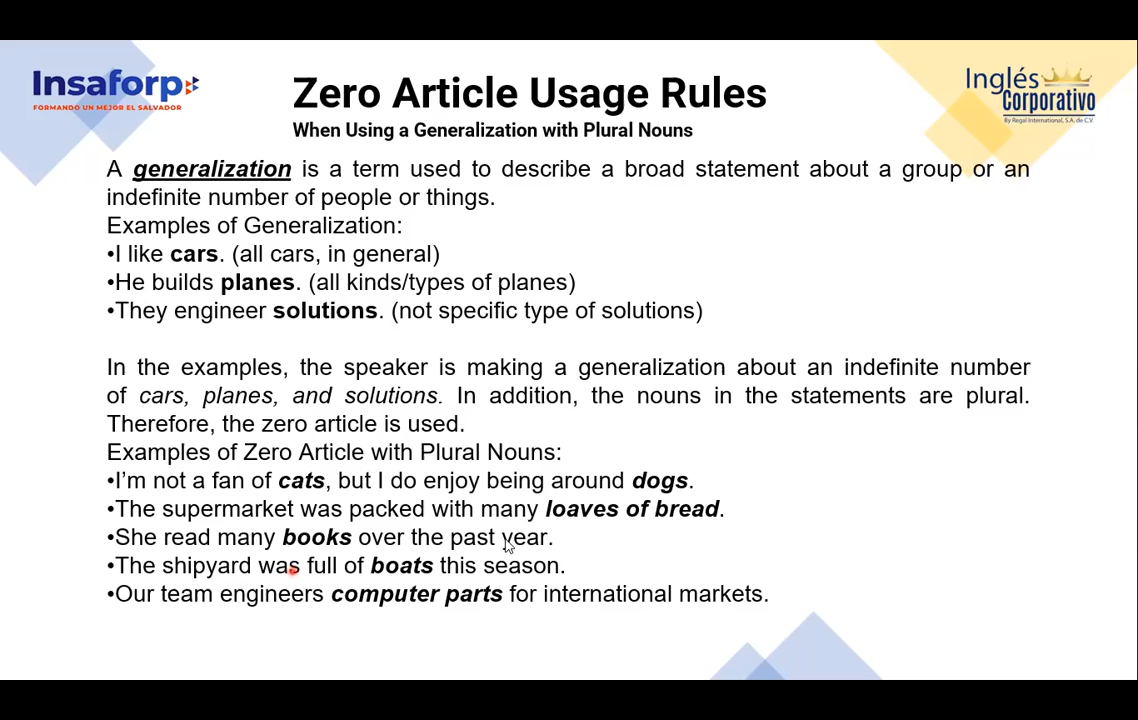 Insaforp
FORMANDO UN MEJOR EL SALVADOR
Zero Article Usage Rules
When Using a Generalization with Plural Nouns
Inglés
Corporativo
By Regal International, S.A. de C.V.
A generalization is a term used to describe a broad statement about a group or an
indefinite number of people or things.
Examples of Generalization:
•I like cars. (all cars, in general)
•He builds planes. (all kinds/types of planes)
•They engineer solutions. (not specific type of solutions)
In the examples, the speaker is making a generalization about an indefinite number
of cars, planes, and solutions. In addition, the nouns in the statements are plural.
Therefore, the zero article is used.
Examples of Zero Article with Plural Nouns:
•I’m not a fan of cats, but I do enjoy being around dogs.
•The supermarket was packed with many loaves of bread.
•She read many books over the past year.
•The shipyard was full of boats this season.
•Our team engineers computer parts for international markets.